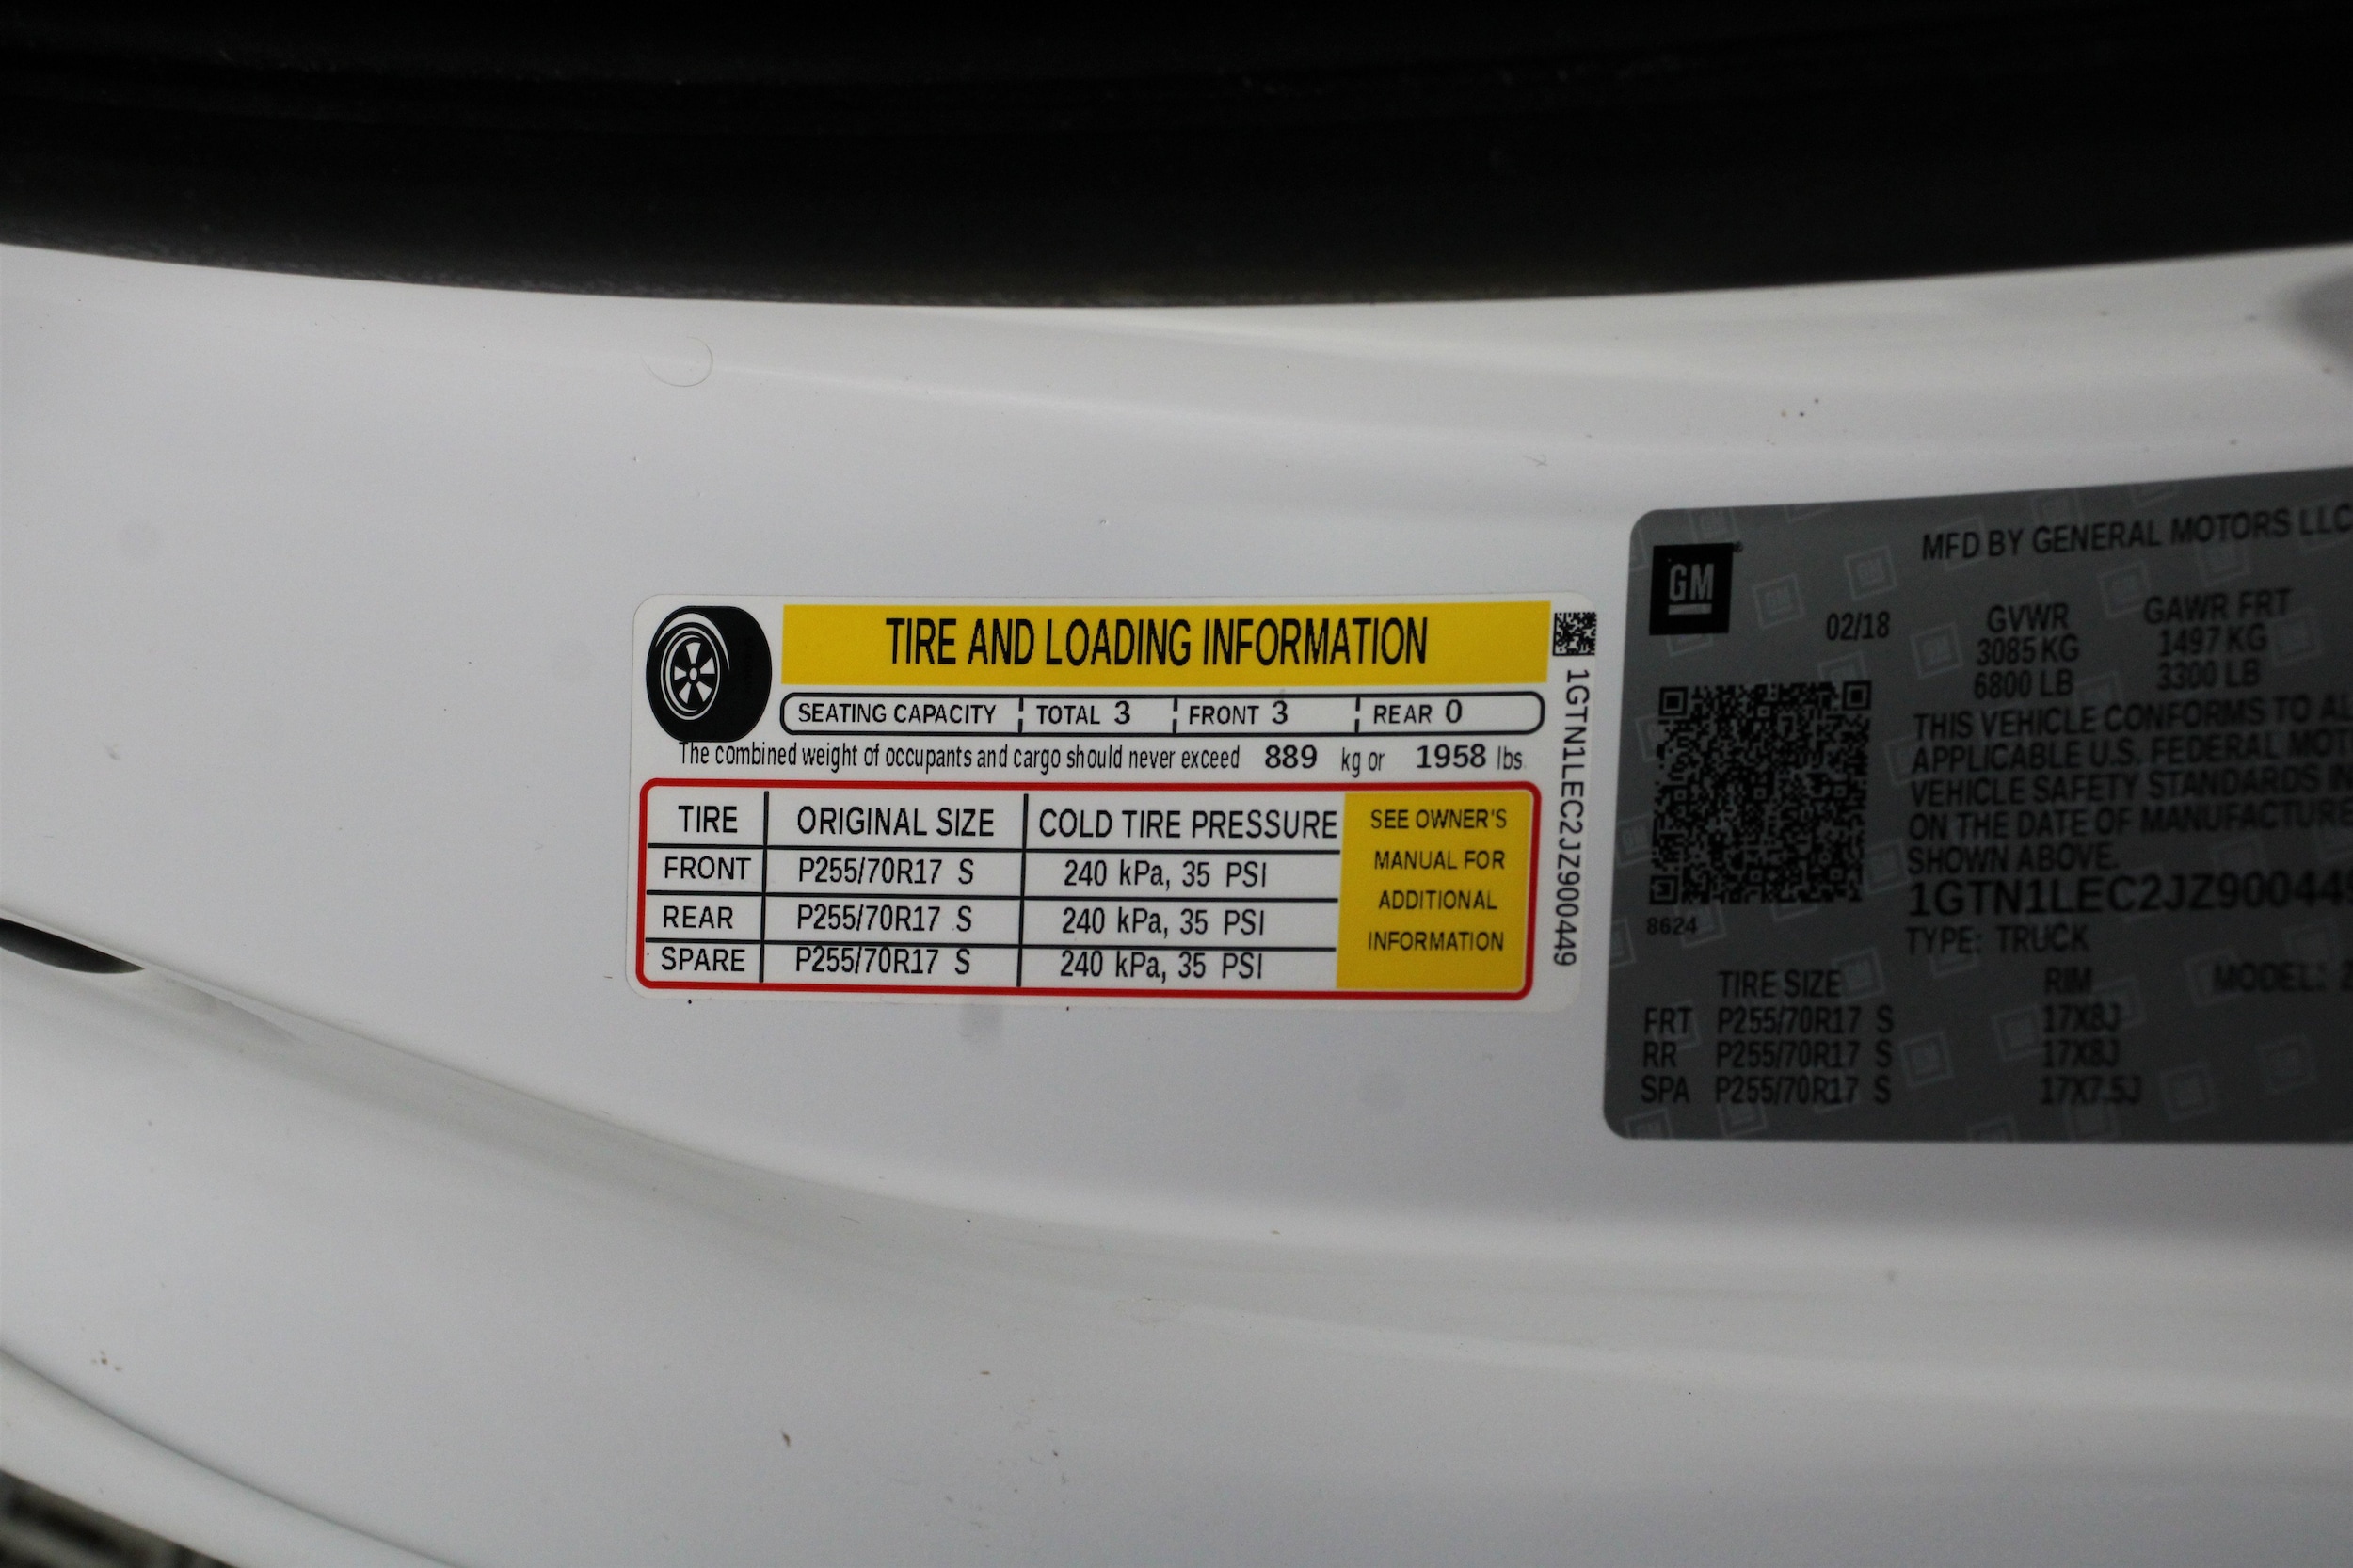 TIRE AND LOADING INFORMATION
SEATING CAPACITY TOTAL 3 FRONT 3 REAR 0
The combined weight of occupants and cargo should never exceed 889 kg or 1958 lbs
TIRE ORIGINAL SIZE COLD TIRE PRESSURE
FRONT P255/70R17 S 240 kPa, 35 PSI
REAR P255/70R17 S 240 kPa, 35 PSI
SPARE P255/70R17 S 240 kPa, 35 PSI
SEE OWNER'S
MANUAL FOR
ADDITIONAL
INFORMATION
1GTN1LEC2JZ900449
GM
MFD BY GENERAL MOTORS LLC
02/18 GVWR GAWR FRT
3085 KG 1497 KG
6800 LB 3300 LB
THIS VEHICLE CONFORMS TO AL
APPLICABLE U.S. FEDERAL MOT
VEHICLE SAFETY STANDARDS IN
ON THE DATE OF MANUFACTURE
SHOWN ABOVE.
1GTN1LEC2JZ900449
8624
TYPE: TRUCK
TIRE SIZE RIM MODEL:
FRT P255/70R17 S 17X8J
RR P255/70R17 S 17X8J
SPA P255/70R17 S 17X7.5J